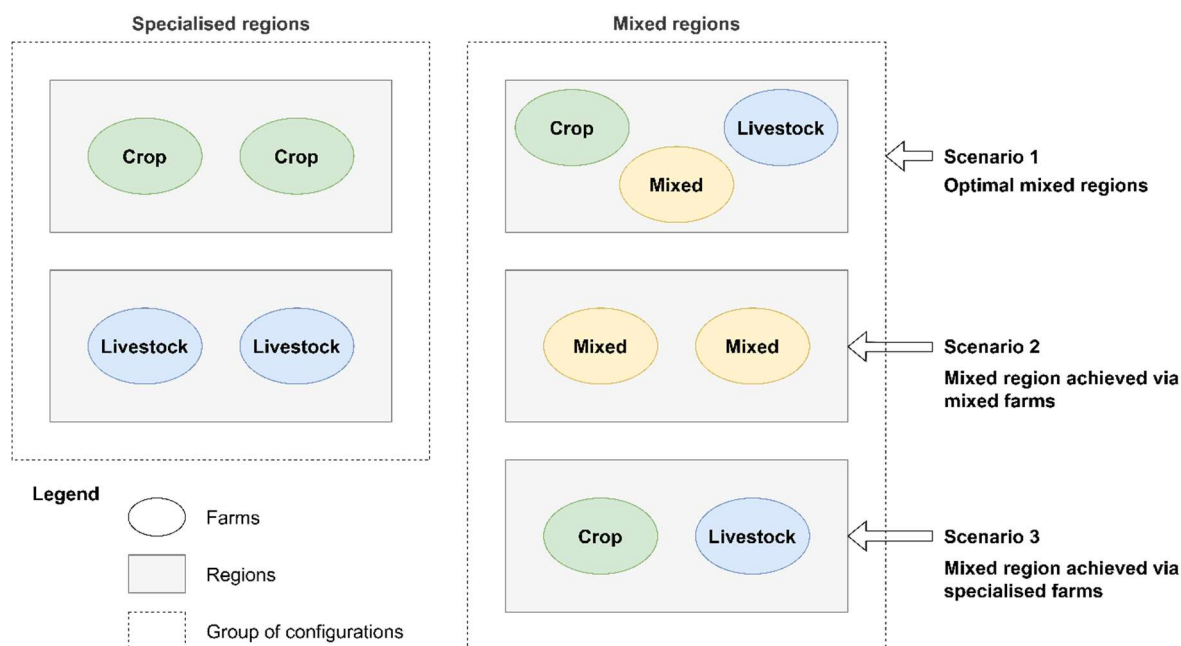 Specialised regions
Crop
Crop
Livestock
Livestock
Mixed regions
Crop
Livestock
Mixed
Mixed
Mixed
Crop
Livestock
Scenario 1
Optimal mixed regions
Scenario 2
Mixed region achieved via
mixed farms
Scenario 3
Mixed region achieved via
specialised farms
Legend
Farms
Regions
Group of configurations